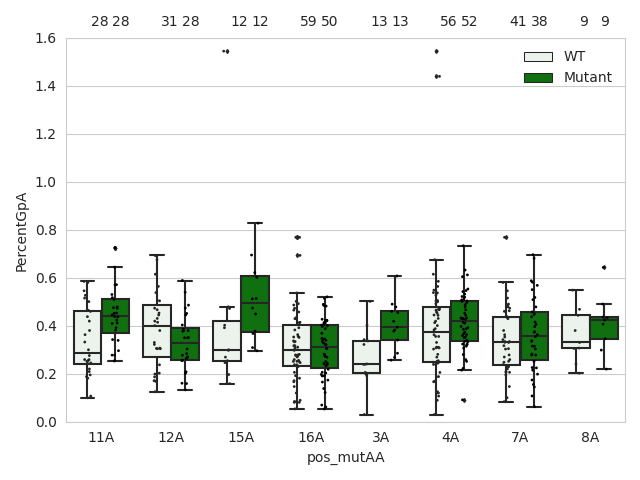 28 28 31 28 12 12 59 50 13 13 56 52 41 38 9 9
1.6
1.4
1.2
1.0
0.8
0.6
0.4
0.2
0.0
PercentGpA
WT
Mutant
11A 12A 15A 16A 3A 4A 7A 8A
pos_mutAA